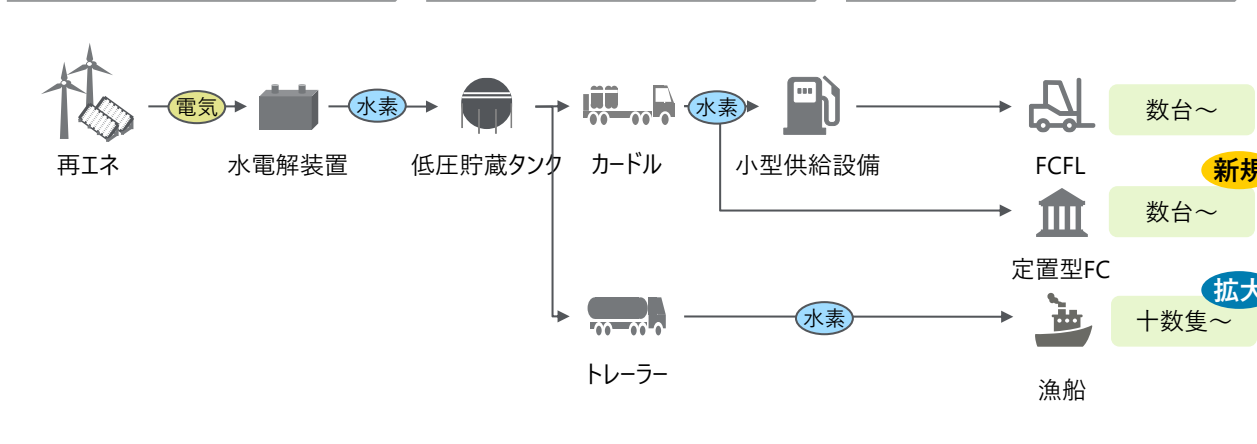 電気
水素
水素
再エネ
水電解装置
低圧貯蔵タンク
カードル
小型供給設備
FCFL
数台～
新規
数台～
定置型FC
拡大
十数隻～
水素
トレーラー
漁船